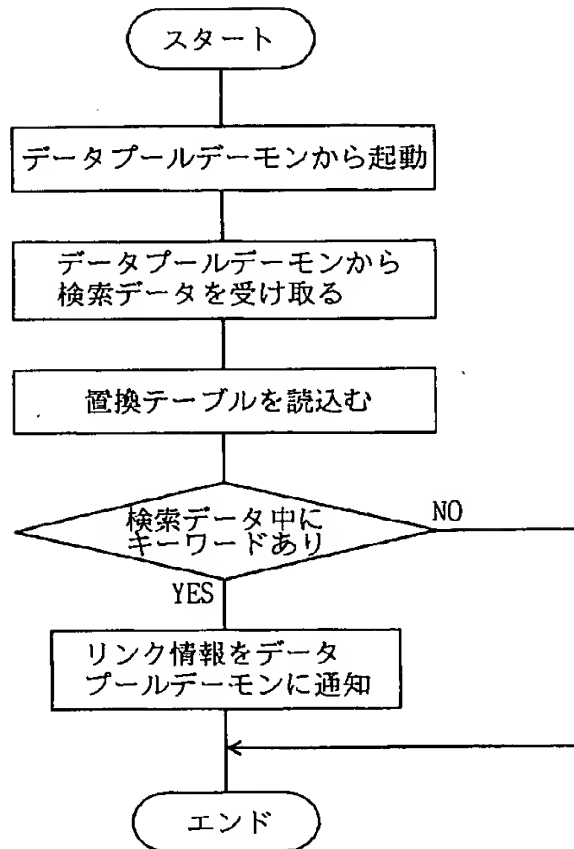 スタート
データプールデーモンから起動
データプールデーモンから
検索データを受け取る
置換テーブルを読込む
検索データ中に
キーワードあり
NO
YES
リンク情報をデータ
プールデーモンに通知
エンド